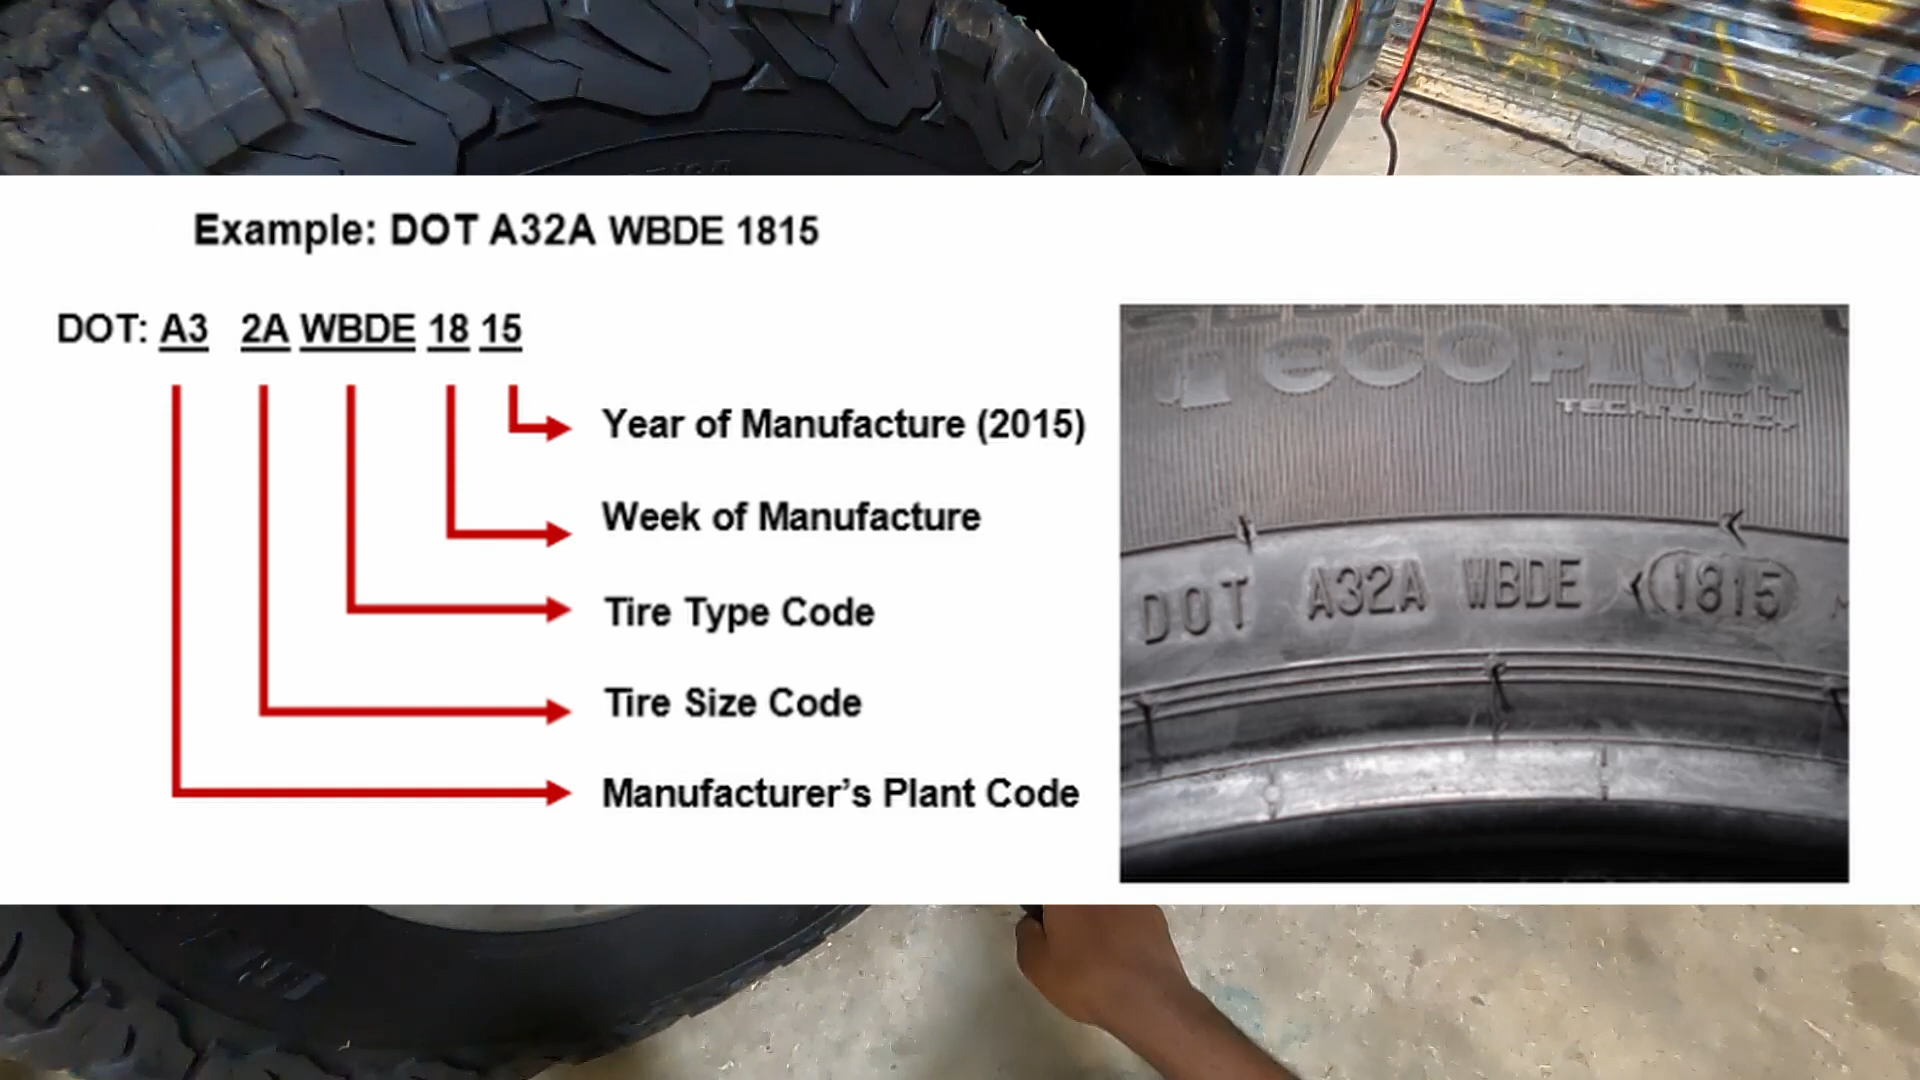 Example: DOT A32A WBDE 1815
DOT: A3 2A WBDE 18 15
Year of Manufacture (2015)
Week of Manufacture
Tire Type Code
Tire Size Code
Manufacturer's Plant Code
ECOPLUS+
TECHNOLOGY
DOT A32A WBDE 1815